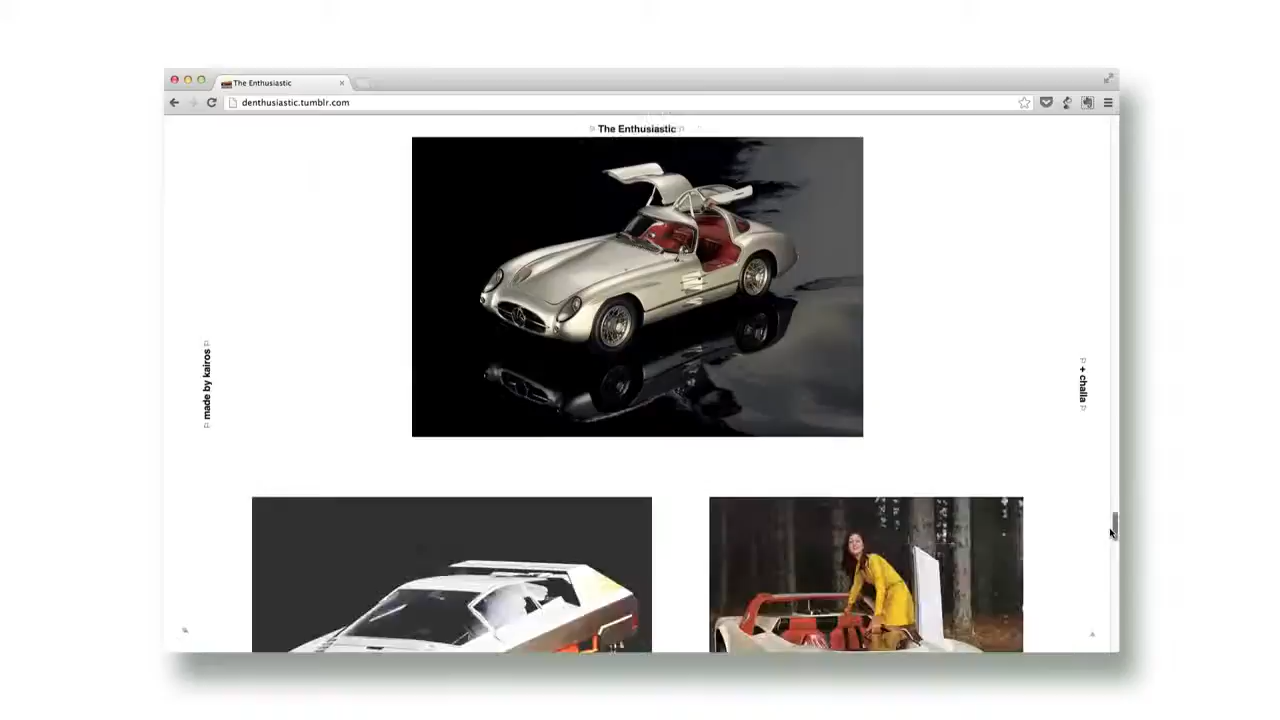 The Enthusiastic
denthusiastic.tumblr.com
The Enthusiastic
made by kairos
+ challa